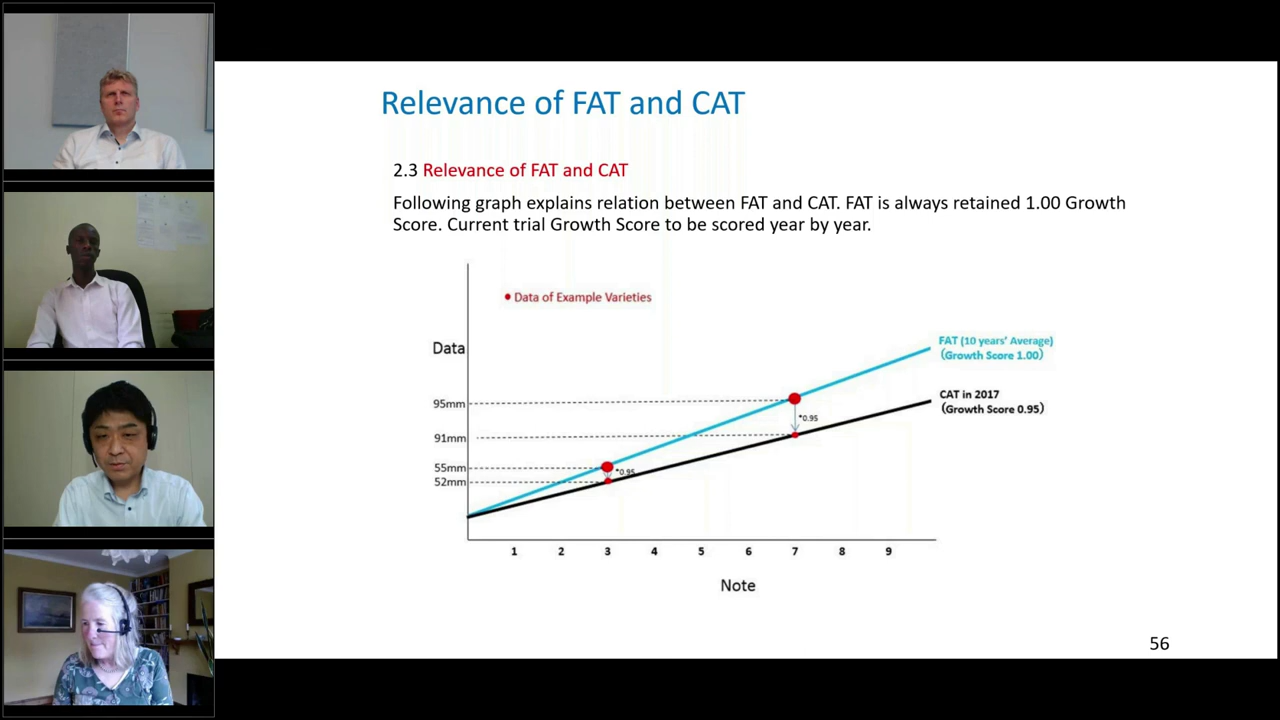 Relevance of FAT and CAT
2.3 Relevance of FAT and CAT
Following graph explains relation between FAT and CAT. FAT is always retained 1.00 Growth
Score. Current trial Growth Score to be scored year by year.
• Data of Example Varieties
Data
FAT (10 years' Average)
(Growth Score 1.00)
CAT in 2017
(Growth Score 0.95)
95mm
*0.95
91mm
55mm
*0.95
52mm
1 2 3 4 5 6 7 8 9
Note
56